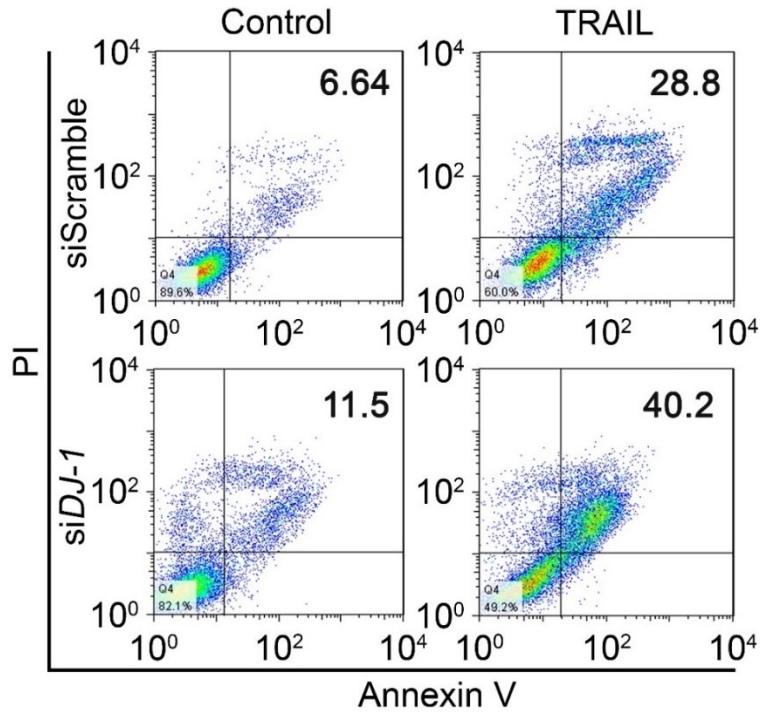 Control TRAIL
siScramble
10⁴ 6.64 10⁴ 28.8
10² 10²
Q4 Q4
89.6% 60.0%
10⁰ 10⁰
10⁰ 10² 10⁴ 10⁰ 10² 10⁴
PI
siDJ-1
10⁴ 11.5 10⁴ 40.2
10² 10²
Q4 Q4
82.1% 49.2%
10⁰ 10⁰
10⁰ 10² 10⁴ 10⁰ 10² 10⁴
Annexin V